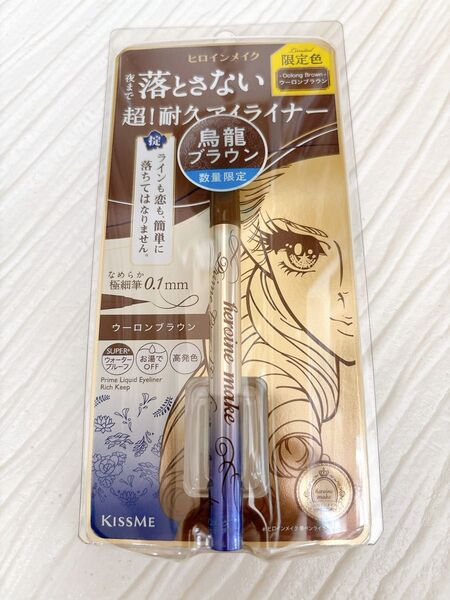 ヒロインメイク
Limited
限定色
- Oolong Brown -
ウーロンブラウン
夜まで落とさない
超!耐久アイライナー
烏龍
ブラウン
数量限定
掟
ラインも恋も、簡単に
落ちてはなりません。
なめらか
極細筆0.1mm
ウーロンブラウン
SUPER
ウォーター
プルーフ
お湯で
OFF
高発色
Prime Liquid Eyeliner
Rich Keep
heroine make
KISSME
heroine
make